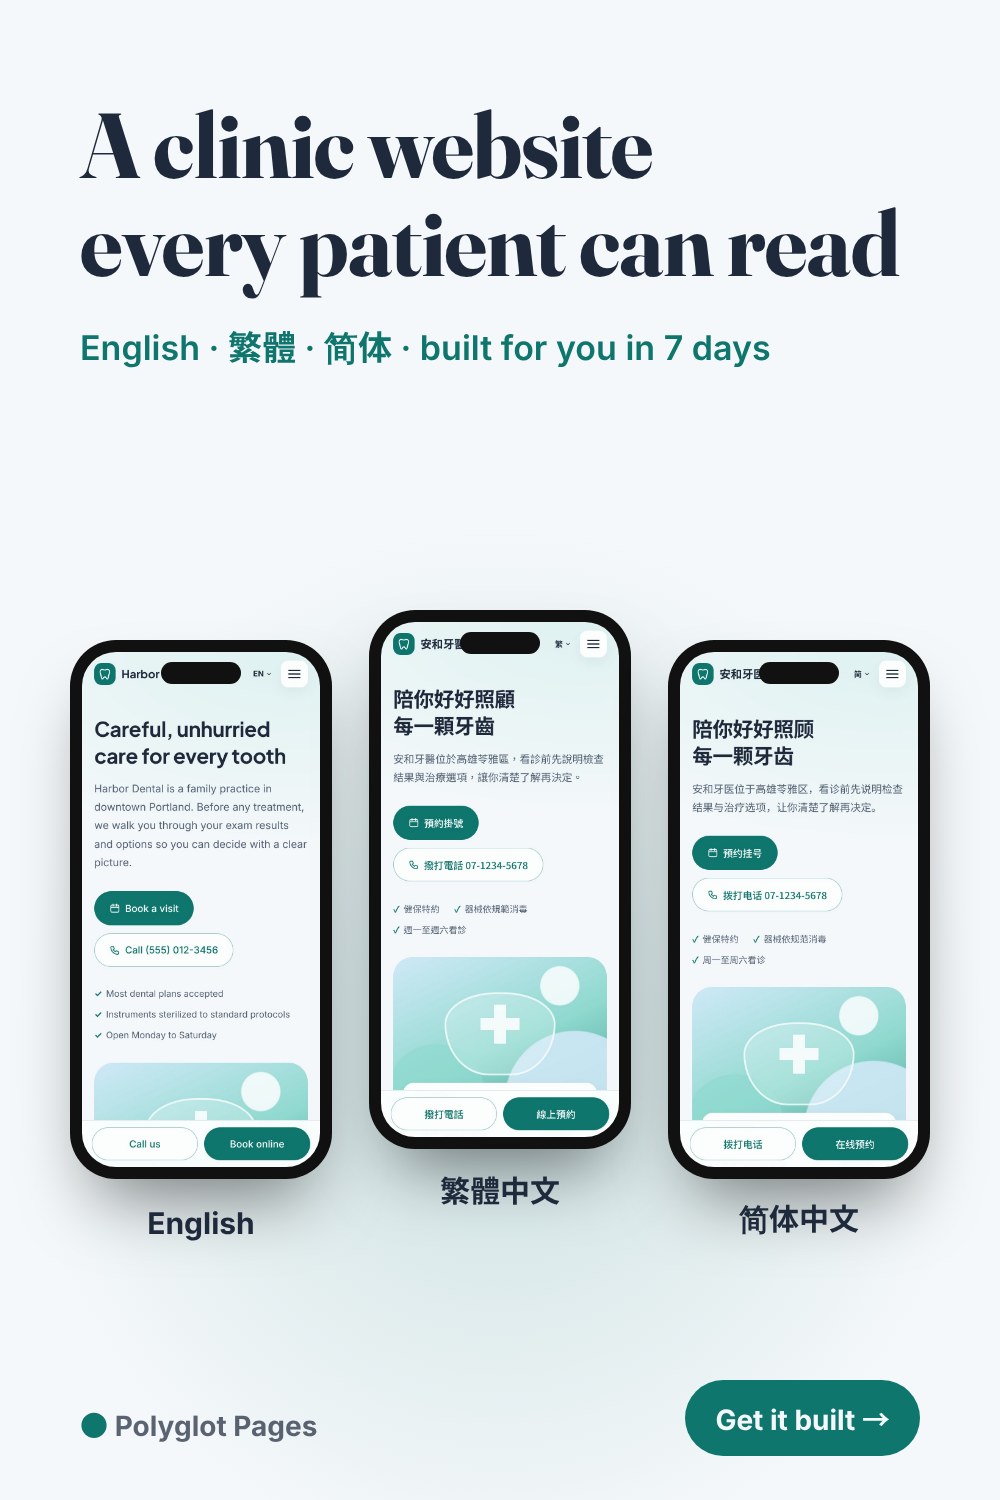 A clinic website
every patient can read
English · 繁體 · 简体 · built for you in 7 days
Harbor
EN
Careful, unhurried
care for every tooth
Harbor Dental is a family practice in
downtown Portland. Before any treatment,
we walk you through your exam results
and options so you can decide with a clear
picture.
Book a visit
Call (555) 012-3456
✓ Most dental plans accepted
✓ Instruments sterilized to standard protocols
✓ Open Monday to Saturday
Call us
Book online
English
安和牙
繁
陪你好好照顧
每一顆牙齒
安和牙醫位於高雄苓雅區，看診前先說明檢查
結果與治療選項，讓你清楚了解再決定。
預約掛號
撥打電話 07-1234-5678
✓ 健保特約 ✓ 器械依規範消毒
✓ 週一至週六看診
撥打電話
線上預約
繁體中文
安和牙
简
陪你好好照顾
每一颗牙齿
安和牙医位于高雄苓雅区，看诊前先说明检查
结果与治疗选项，让你清楚了解再决定。
预约挂号
拨打电话 07-1234-5678
✓ 健保特约 ✓ 器械依规范消毒
✓ 周一至周六看诊
拨打电话
在线预约
简体中文
Polyglot Pages
Get it built →